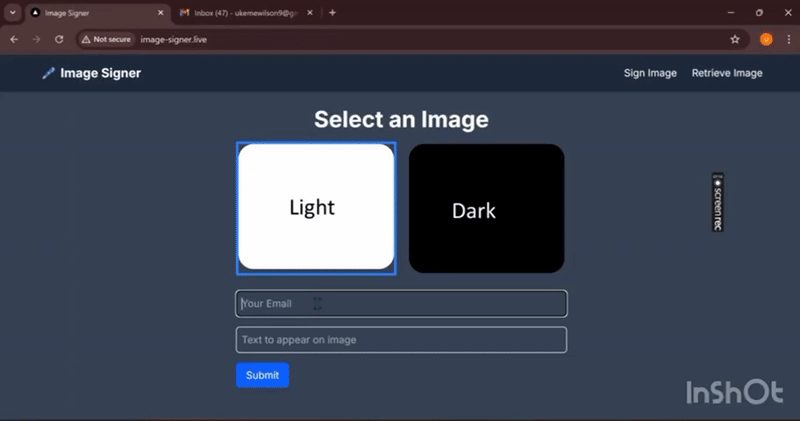 Image Signer
Inbox (47) - ukemewilson9@g
Not secure
image-signer.live
Image Signer
Sign Image
Retrieve Image
Select an Image
Light
Dark
Your Email
Text to appear on image
Submit
screenrec
InShOt